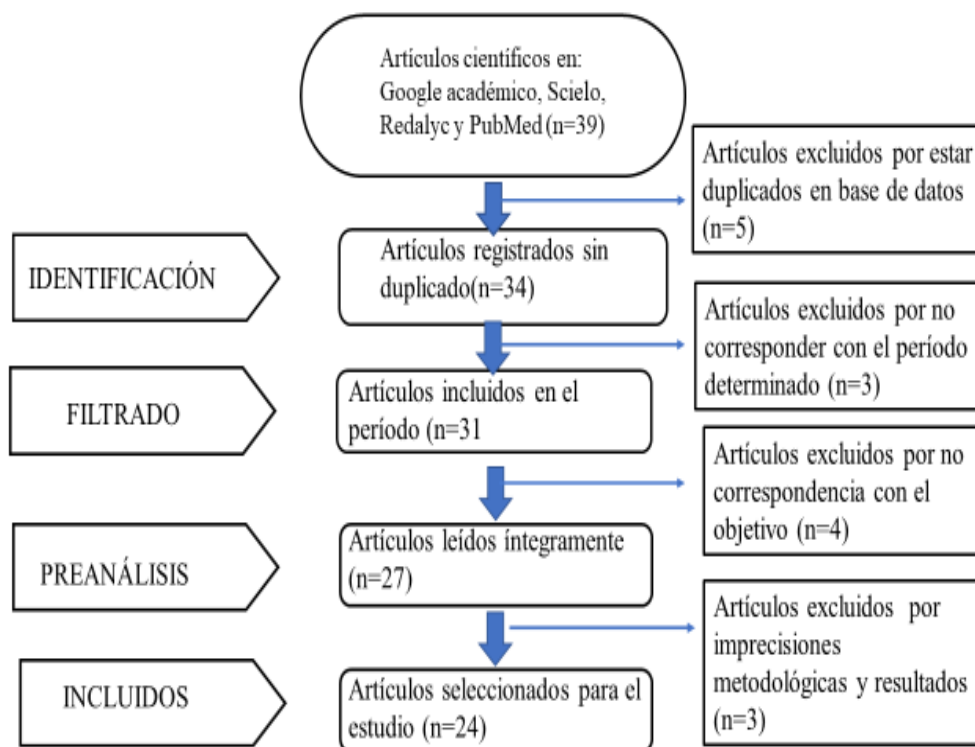 Artículos científicos en:
Google académico, Scielo,
Redalyc y PubMed (n=39)
Artículos excluidos por estar
duplicados en base de datos
(n=5)
IDENTIFICACIÓN
Artículos registrados sin
duplicado(n=34)
Artículos excluidos por no
corresponder con el período
determinado (n=3)
FILTRADO
Artículos incluidos en el
período (n=31
Artículos excluidos por no
correspondencia con el
objetivo (n=4)
PREANÁLISIS
Artículos leídos íntegramente
(n=27)
Artículos excluidos por
imprecisiones
metodológicas y resultados
(n=3)
INCLUIDOS
Artículos seleccionados para el
estudio (n=24)